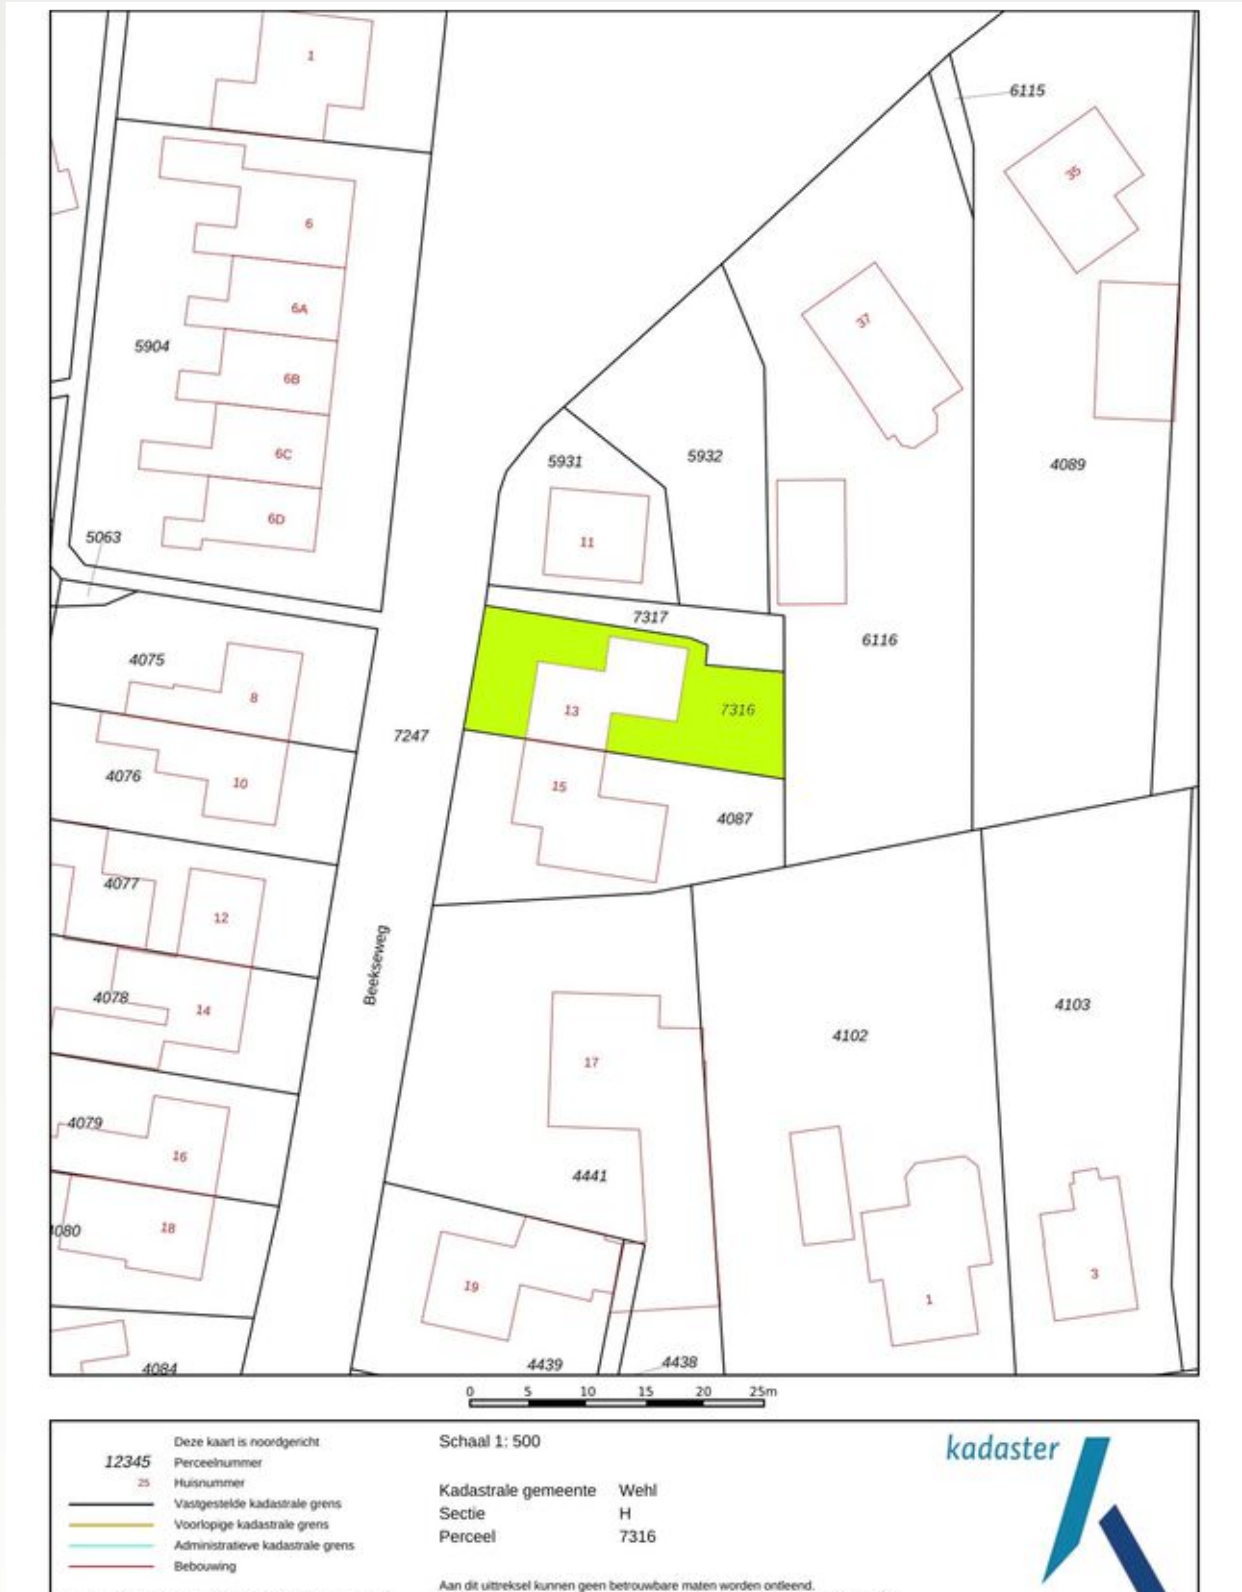 1
6115
35
6
37
6A
5904
6B
6C
5931
5932
4089
6D
11
5063
7317
6116
4075
8
13
7316
7247
4076
10
15
4087
4077
12
Beekseweg
4078
14
4103
4102
17
4079
16
4441
18
19
3
1
4084
4439
4438
0 5 10 15 20 25m
Deze kaart is noordgericht
12345 Perceelnummer
25 Huisnummer
Vastgestelde kadastrale grens
Voorlopige kadastrale grens
Administratieve kadastrale grens
Bebouwing
Schaal 1: 500
Kadastrale gemeente Wehl
Sectie H
Perceel 7316
Aan dit uittreksel kunnen geen betrouwbare maten worden ontleend.
kadaster